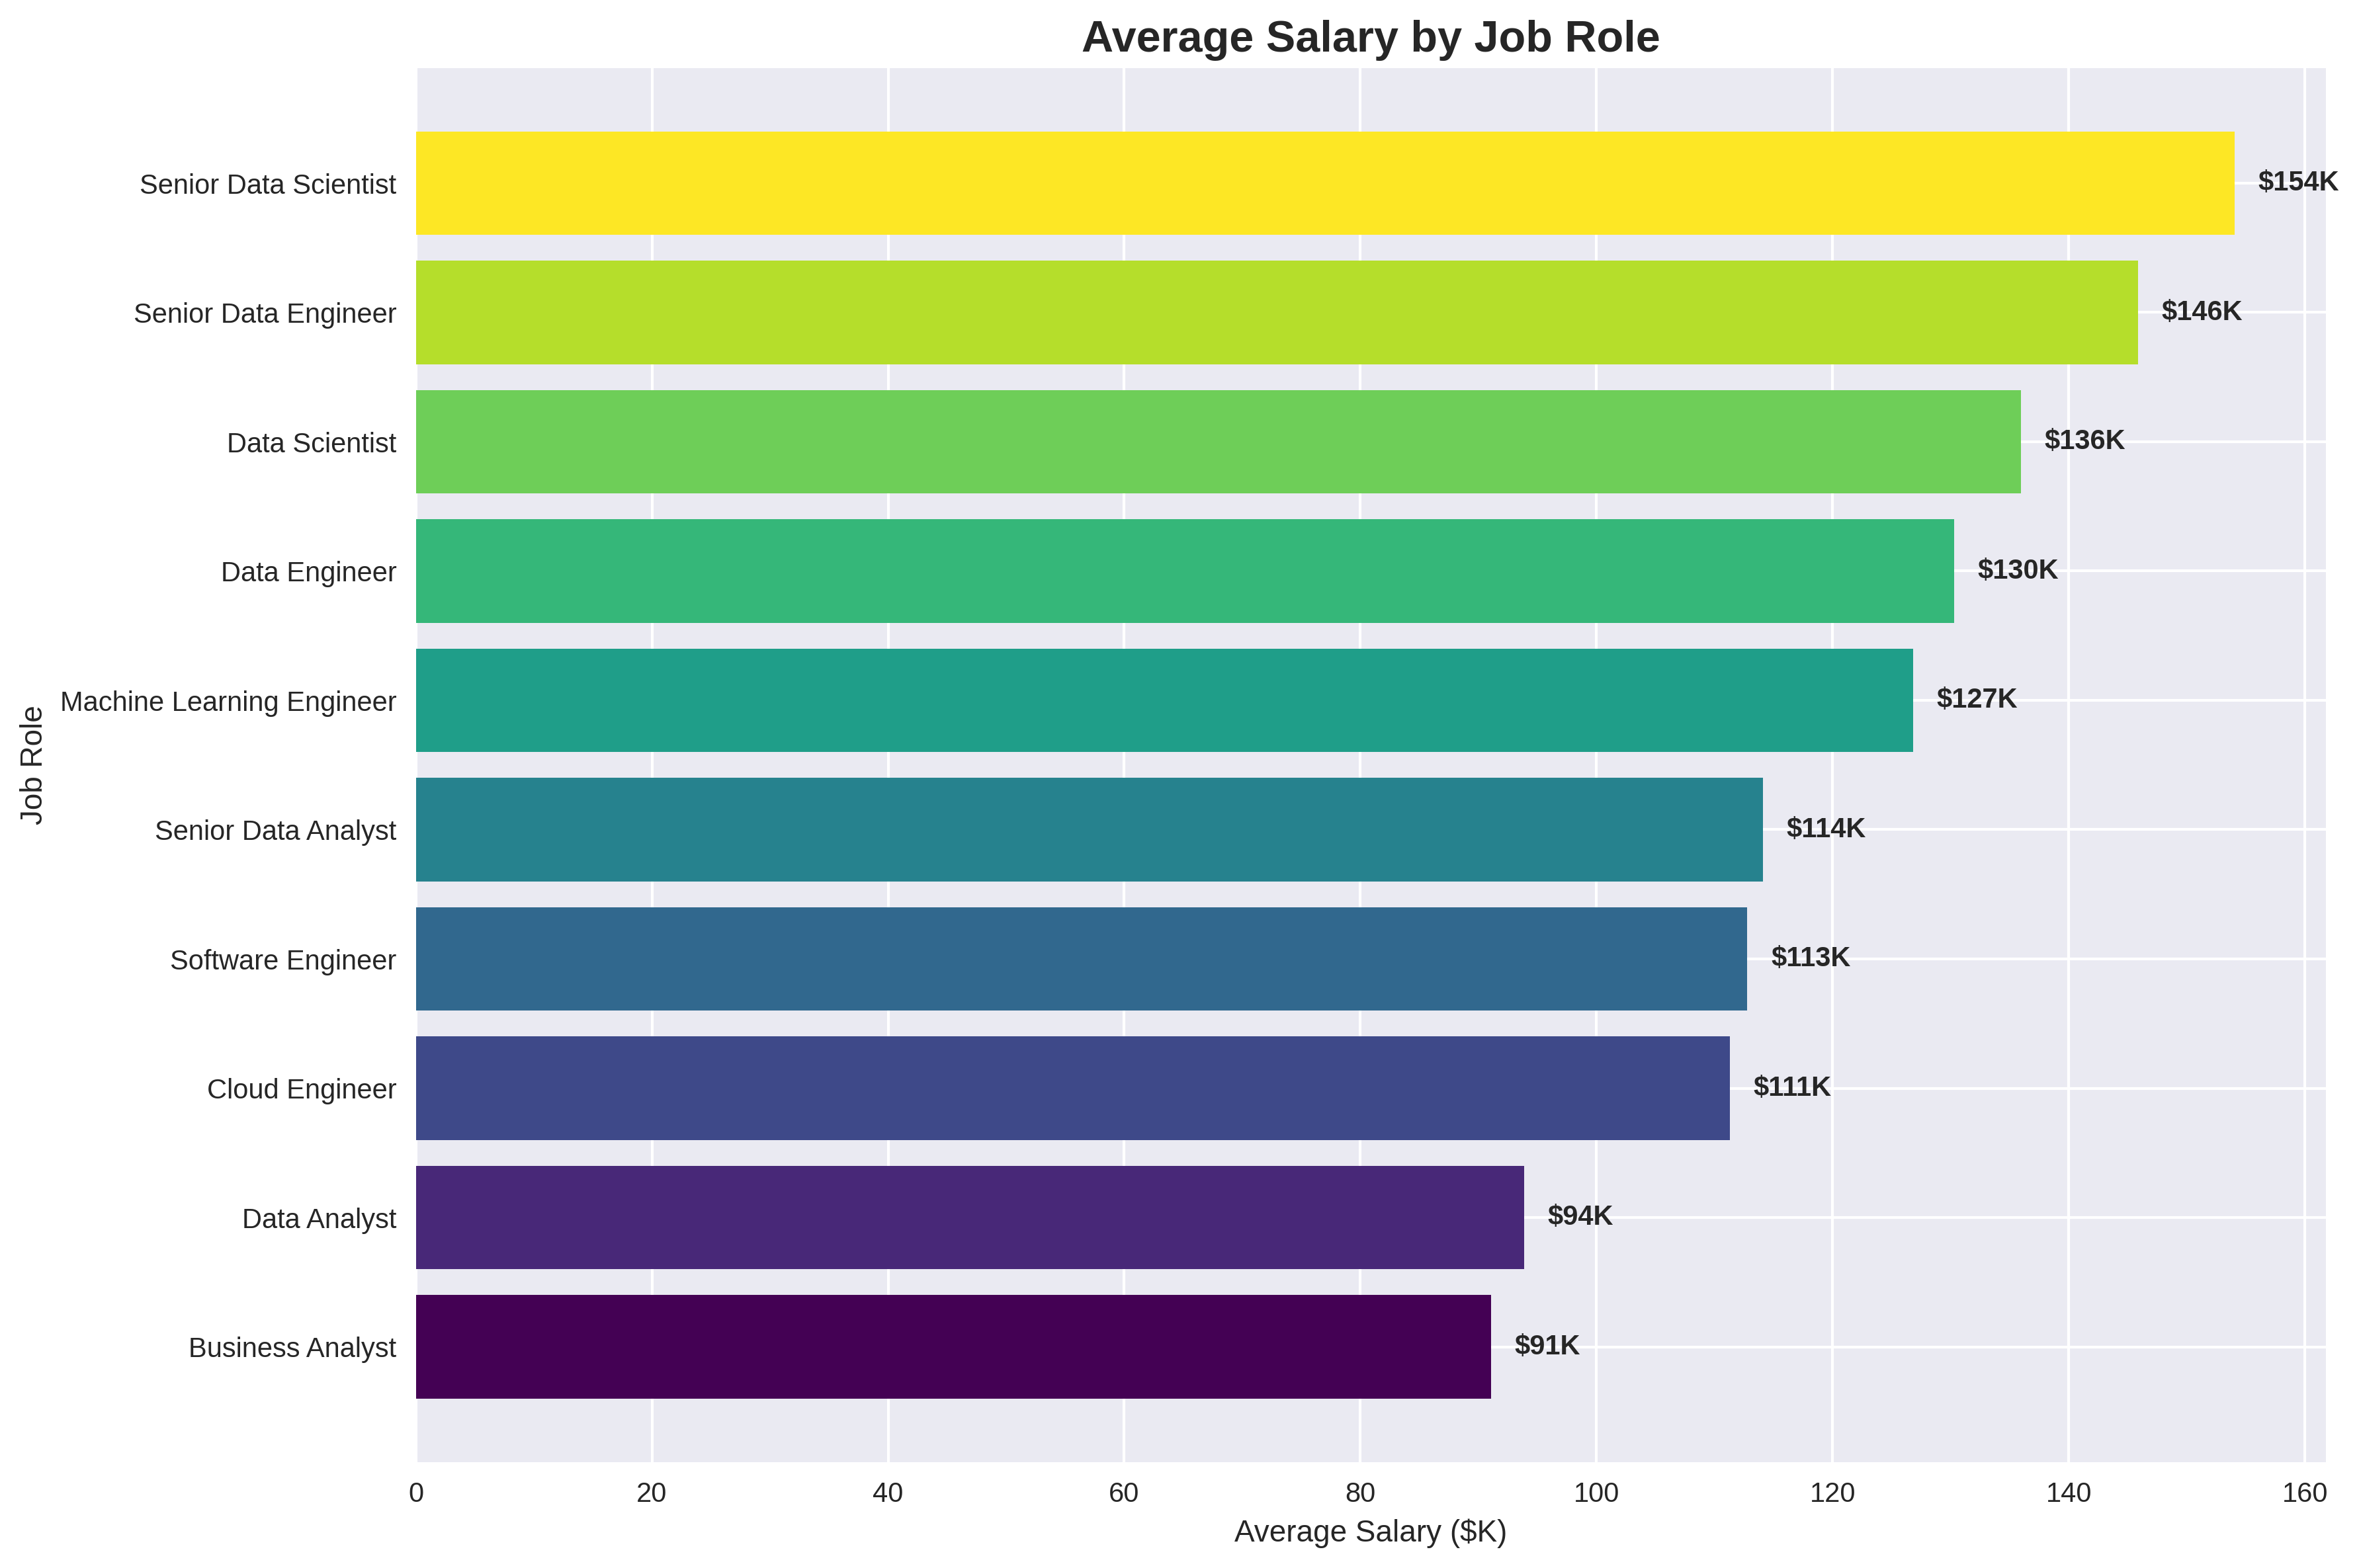 Average Salary by Job Role
Senior Data Scientist $154K
Senior Data Engineer $146K
Data Scientist $136K
Data Engineer $130K
Machine Learning Engineer $127K
Job Role
Senior Data Analyst $114K
Software Engineer $113K
Cloud Engineer $111K
Data Analyst $94K
Business Analyst $91K
0 20 40 60 80 100 120 140 160
Average Salary ($K)